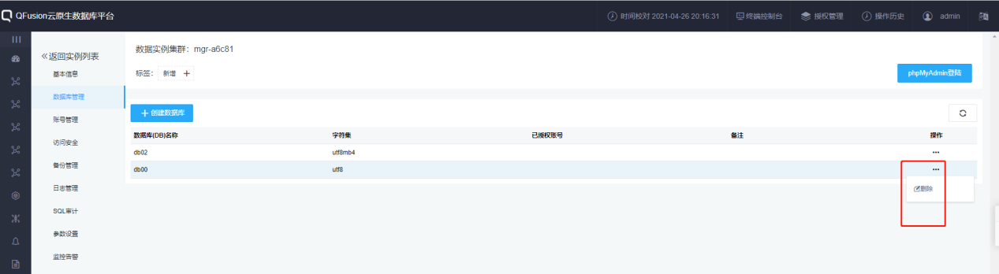 QFusion云原生数据库平台
时间校对 2021-04-26 20:16:31
终端控制台
授权管理
操作历史
admin
返回实例列表
基本信息
数据库管理
账号管理
访问安全
备份管理
日志管理
SQL审计
参数设置
监控告警
数据实例集群：mgr-a6c81
标签：
新增
phpMyAdmin登陆
创建数据库
数据库(DB)名称 字符集 已授权账号 备注 操作
db02 utf8mb4
db00 utf8
删除